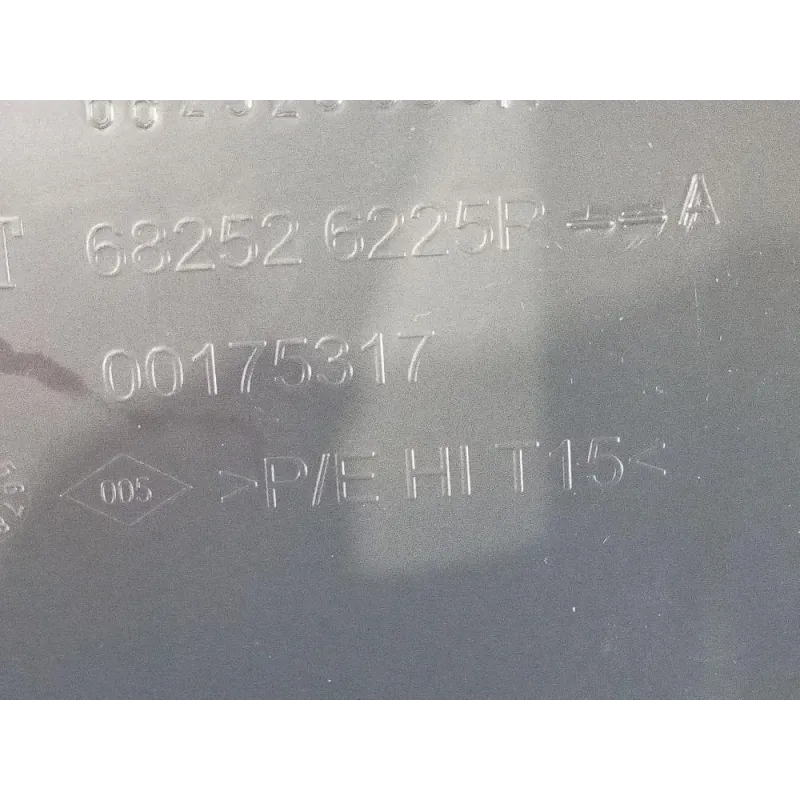 T 68252 6225R A
00175317
005 >P/E HI T15<